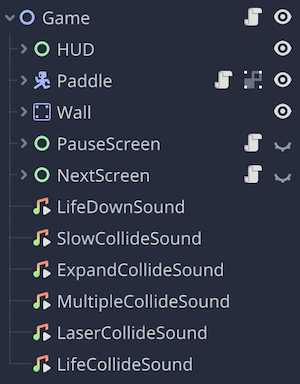 Game
HUD
Paddle
Wall
PauseScreen
NextScreen
LifeDownSound
SlowCollideSound
ExpandCollideSound
MultipleCollideSound
LaserCollideSound
LifeCollideSound